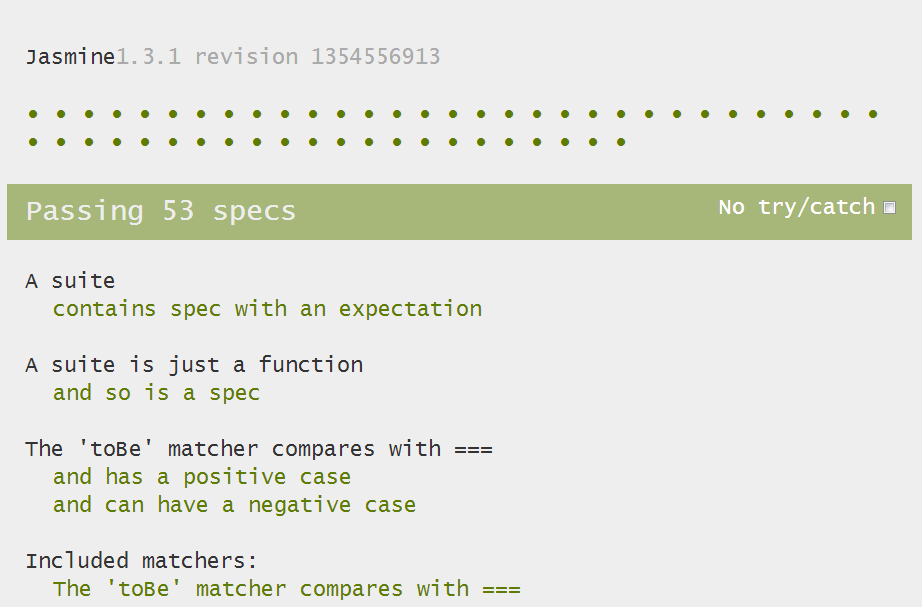 Jasmine1.3.1 revision 1354556913
Passing 53 specs
No try/catch
A suite
contains spec with an expectation
A suite is just a function
and so is a spec
The 'toBe' matcher compares with ===
and has a positive case
and can have a negative case
Included matchers:
The 'toBe' matcher compares with ===